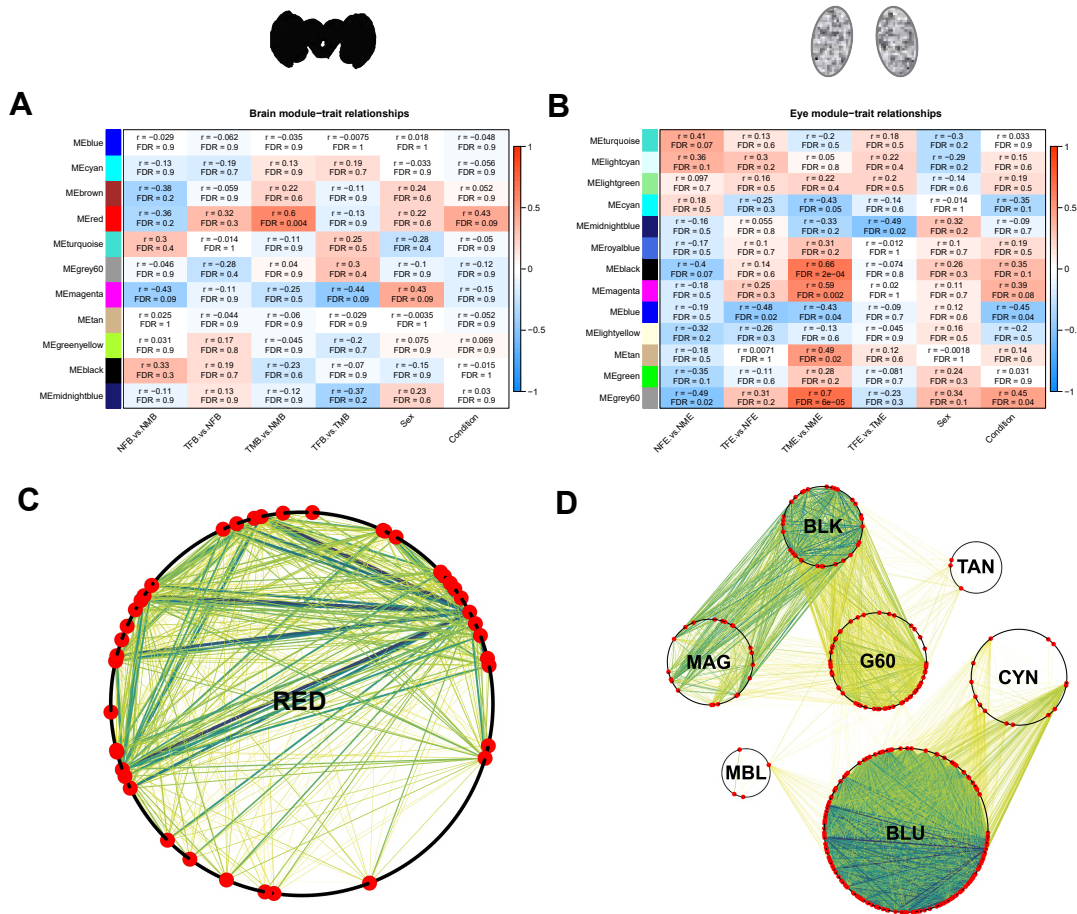 A
Brain module−trait relationships
MEblue
r = −0.029 r = −0.062 r = −0.035 r = −0.0075 r = 0.018 r = −0.048
FDR = 0.9 FDR = 0.9 FDR = 0.9 FDR = 1 FDR = 1 FDR = 0.9
MEcyan
r = −0.13 r = −0.19 r = 0.13 r = 0.19 r = −0.033 r = −0.056
FDR = 0.9 FDR = 0.7 FDR = 0.9 FDR = 0.7 FDR = 0.9 FDR = 0.9
MEbrown
r = −0.38 r = −0.059 r = 0.22 r = −0.11 r = 0.24 r = 0.052
FDR = 0.2 FDR = 0.9 FDR = 0.6 FDR = 0.9 FDR = 0.6 FDR = 0.9
MEred
r = −0.36 r = 0.32 r = 0.6 r = −0.13 r = 0.22 r = 0.43
FDR = 0.2 FDR = 0.3 FDR = 0.004 FDR = 0.9 FDR = 0.6 FDR = 0.09
MEturquoise
r = 0.3 r = −0.014 r = −0.11 r = 0.25 r = −0.28 r = −0.05
FDR = 0.4 FDR = 1 FDR = 0.9 FDR = 0.5 FDR = 0.4 FDR = 0.9
MEgrey60
r = −0.046 r = −0.28 r = 0.04 r = 0.3 r = −0.1 r = −0.12
FDR = 0.9 FDR = 0.4 FDR = 0.9 FDR = 0.4 FDR = 0.9 FDR = 0.9
MEmagenta
r = −0.43 r = −0.11 r = −0.25 r = −0.44 r = 0.43 r = −0.15
FDR = 0.09 FDR = 0.9 FDR = 0.5 FDR = 0.09 FDR = 0.09 FDR = 0.9
MEtan
r = 0.025 r = −0.044 r = −0.06 r = −0.029 r = −0.0035 r = −0.052
FDR = 1 FDR = 0.9 FDR = 0.9 FDR = 0.9 FDR = 1 FDR = 0.9
MEgreenyellow
r = 0.031 r = 0.17 r = −0.045 r = −0.2 r = 0.075 r = 0.069
FDR = 0.9 FDR = 0.8 FDR = 0.9 FDR = 0.7 FDR = 0.9 FDR = 0.9
MEblack
r = 0.33 r = 0.19 r = −0.23 r = −0.07 r = −0.15 r = −0.015
FDR = 0.3 FDR = 0.7 FDR = 0.6 FDR = 0.9 FDR = 0.9 FDR = 1
MEmidnightblue
r = −0.11 r = 0.13 r = −0.12 r = −0.37 r = 0.23 r = 0.03
FDR = 0.9 FDR = 0.9 FDR = 0.9 FDR = 0.2 FDR = 0.6 FDR = 0.9
NFB.vs.NMB TFB.vs.NFB TMB.vs.NMB TFB.vs.TMB Sex Condition
1
0.5
0
−0.5
−1
B
Eye module−trait relationships
MEturquoise
r = 0.41 r = 0.13 r = −0.2 r = 0.18 r = −0.3 r = 0.033
FDR = 0.07 FDR = 0.6 FDR = 0.5 FDR = 0.5 FDR = 0.2 FDR = 0.9
MElightcyan
r = 0.36 r = 0.3 r = 0.05 r = 0.22 r = −0.29 r = 0.15
FDR = 0.1 FDR = 0.2 FDR = 0.8 FDR = 0.4 FDR = 0.2 FDR = 0.6
MElightgreen
r = 0.097 r = 0.16 r = 0.22 r = 0.2 r = −0.14 r = 0.19
FDR = 0.7 FDR = 0.5 FDR = 0.4 FDR = 0.5 FDR = 0.6 FDR = 0.5
MEcyan
r = 0.18 r = −0.25 r = −0.43 r = −0.14 r = −0.014 r = −0.35
FDR = 0.5 FDR = 0.3 FDR = 0.05 FDR = 0.6 FDR = 1 FDR = 0.1
MEmidnightblue
r = −0.16 r = 0.055 r = −0.33 r = −0.49 r = 0.32 r = −0.09
FDR = 0.5 FDR = 0.8 FDR = 0.2 FDR = 0.02 FDR = 0.2 FDR = 0.7
MEroyalblue
r = −0.17 r = 0.1 r = 0.31 r = −0.012 r = 0.1 r = 0.19
FDR = 0.5 FDR = 0.7 FDR = 0.2 FDR = 1 FDR = 0.7 FDR = 0.5
MEblack
r = −0.4 r = 0.14 r = 0.66 r = −0.074 r = 0.26 r = 0.35
FDR = 0.07 FDR = 0.6 FDR = 2e−04 FDR = 0.8 FDR = 0.3 FDR = 0.1
MEmagenta
r = −0.18 r = 0.25 r = 0.59 r = 0.02 r = 0.11 r = 0.39
FDR = 0.5 FDR = 0.3 FDR = 0.002 FDR = 1 FDR = 0.7 FDR = 0.08
MEblue
r = −0.19 r = −0.48 r = −0.43 r = −0.09 r = 0.12 r = −0.45
FDR = 0.5 FDR = 0.02 FDR = 0.04 FDR = 0.7 FDR = 0.6 FDR = 0.04
MElightyellow
r = −0.32 r = −0.26 r = −0.13 r = −0.045 r = 0.16 r = −0.2
FDR = 0.2 FDR = 0.3 FDR = 0.6 FDR = 0.9 FDR = 0.5 FDR = 0.5
MEtan
r = −0.18 r = 0.0071 r = 0.49 r = 0.12 r = −0.0018 r = 0.14
FDR = 0.5 FDR = 1 FDR = 0.02 FDR = 0.6 FDR = 1 FDR = 0.6
MEgreen
r = −0.35 r = −0.11 r = 0.28 r = −0.081 r = 0.24 r = 0.031
FDR = 0.1 FDR = 0.6 FDR = 0.2 FDR = 0.7 FDR = 0.3 FDR = 0.9
MEgrey60
r = −0.49 r = 0.31 r = 0.7 r = −0.23 r = 0.34 r = 0.45
FDR = 0.02 FDR = 0.2 FDR = 6e−05 FDR = 0.3 FDR = 0.1 FDR = 0.04
NFE.vs.NME TFE.vs.NFE TME.vs.NME TFE.vs.TME Sex Condition
1
0.5
0
−0.5
−1
C
RED
D
BLK
TAN
MAG
G60
CYN
MBL
BLU